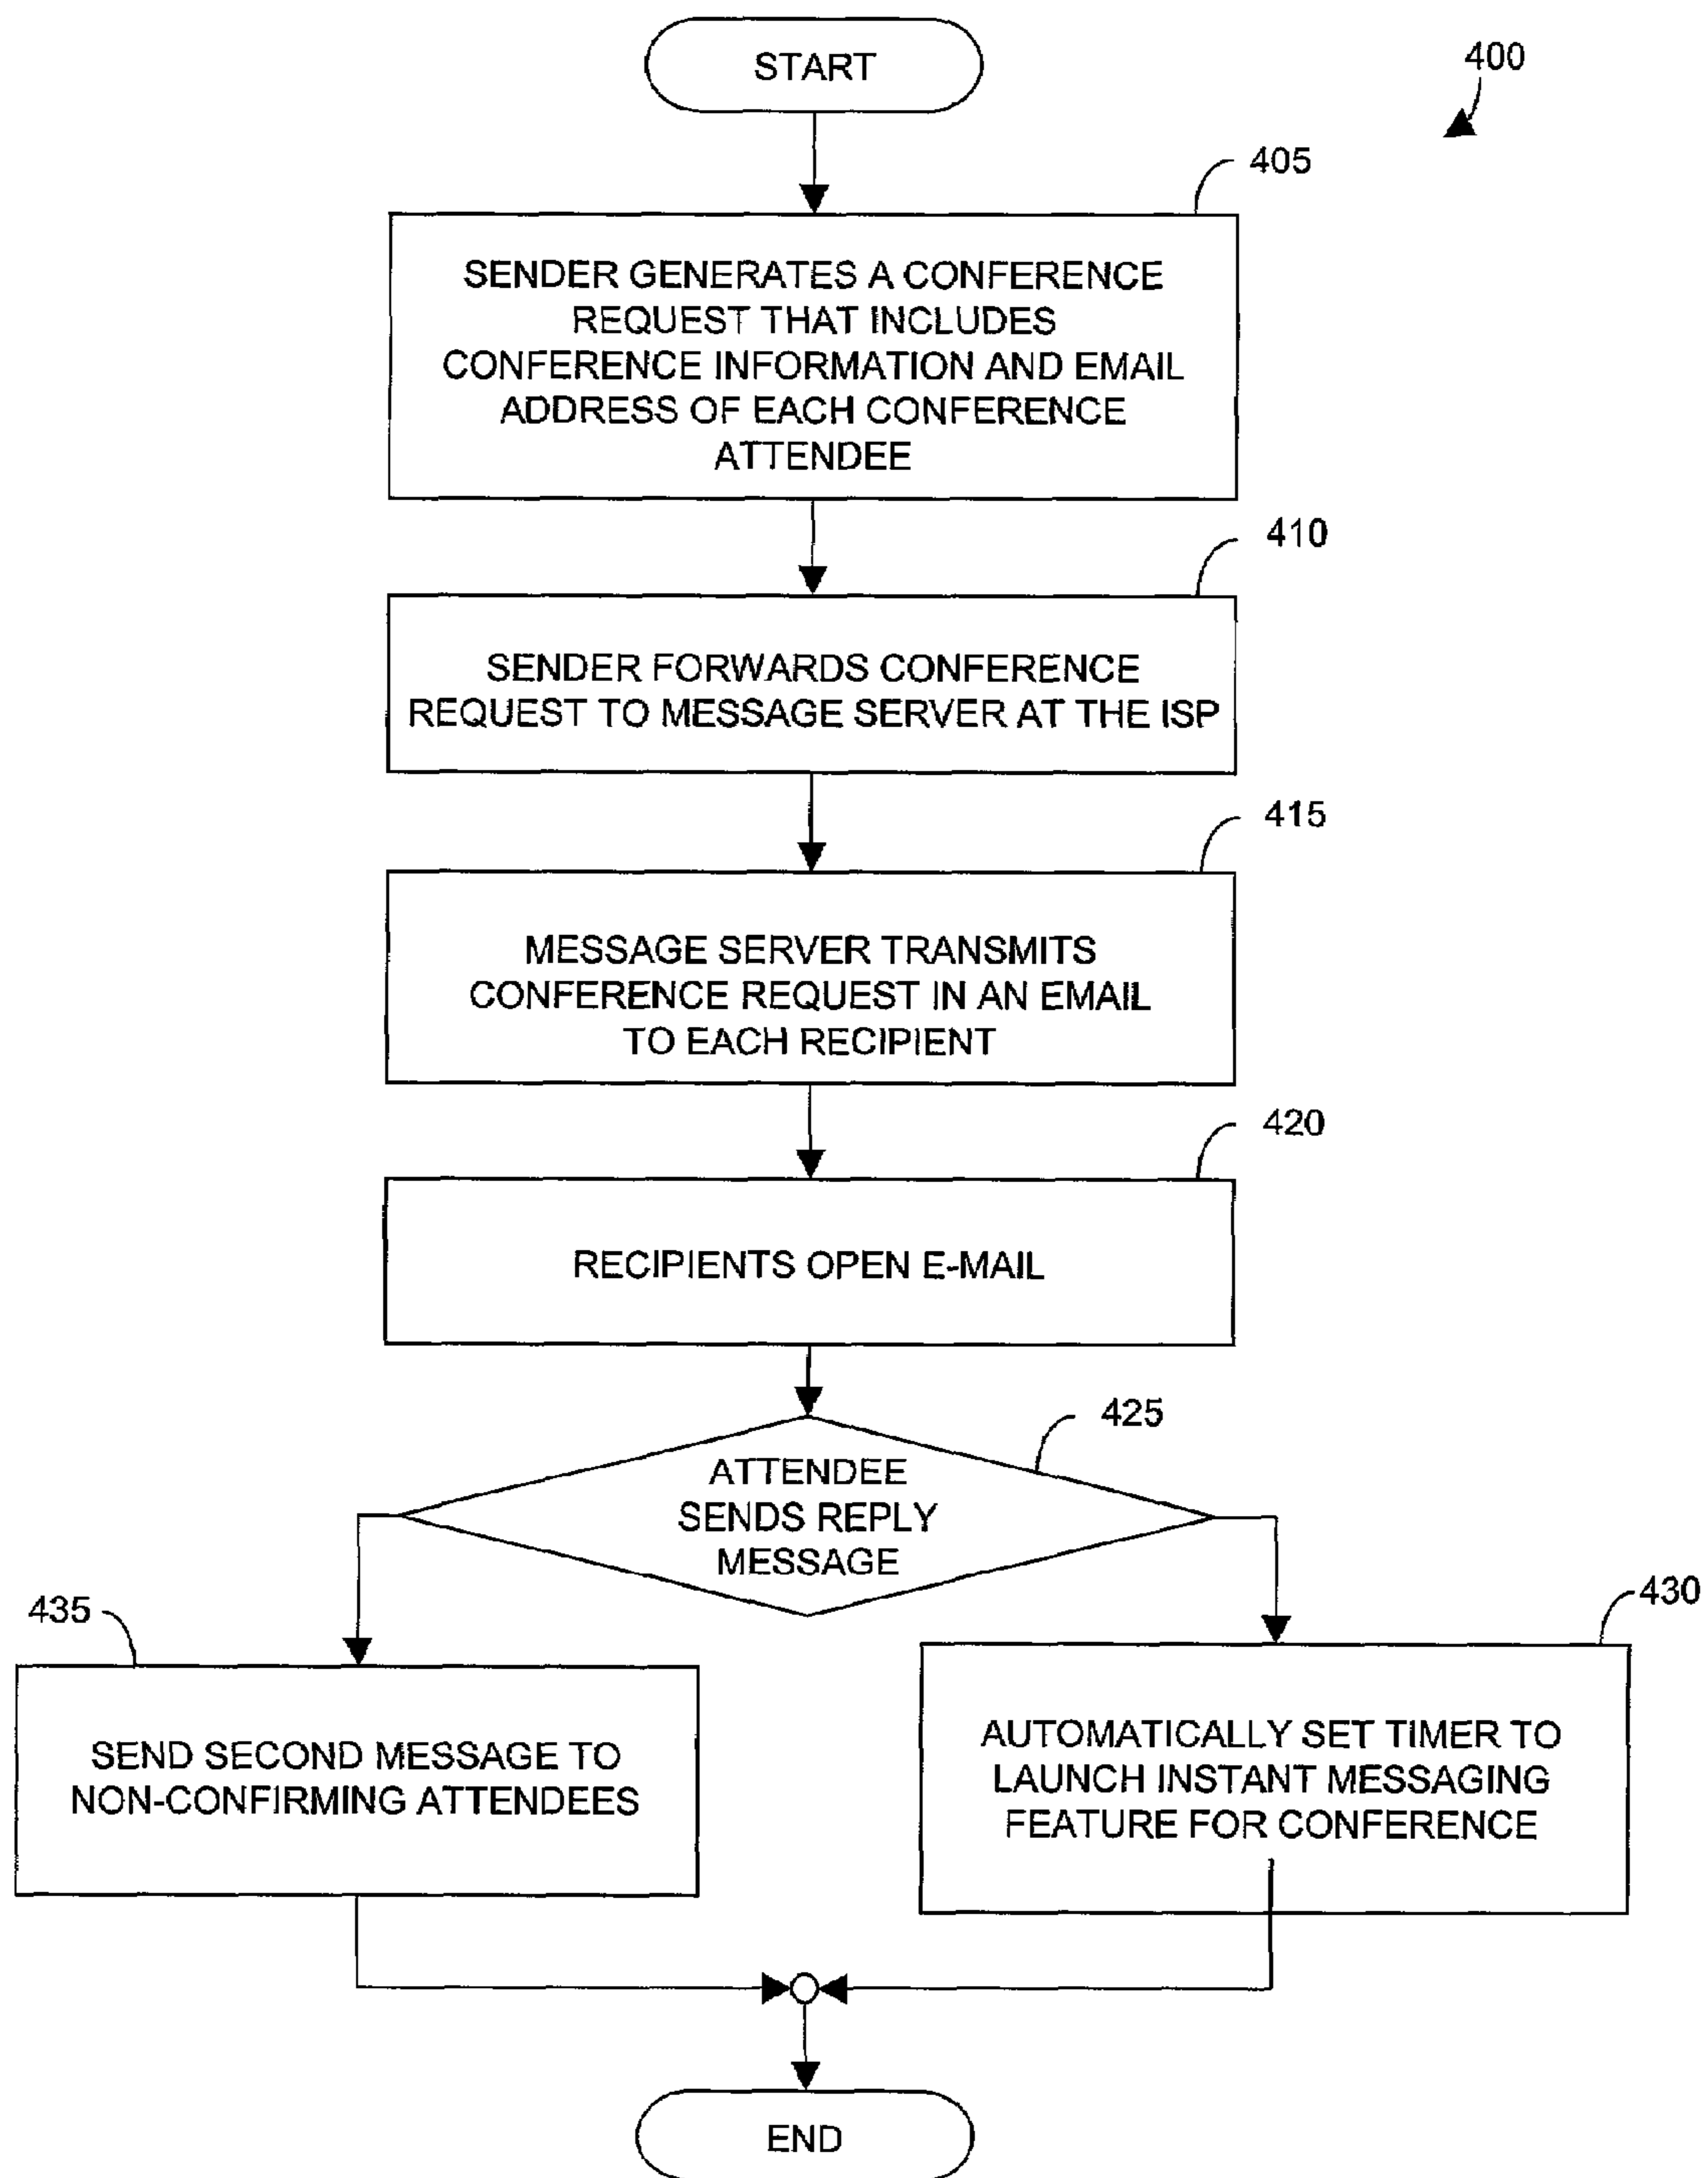 START
400
405
SENDER GENERATES A CONFERENCE
REQUEST THAT INCLUDES
CONFERENCE INFORMATION AND EMAIL
ADDRESS OF EACH CONFERENCE
ATTENDEE
410
SENDER FORWARDS CONFERENCE
REQUEST TO MESSAGE SERVER AT THE ISP
415
MESSAGE SERVER TRANSMITS
CONFERENCE REQUEST IN AN EMAIL
TO EACH RECIPIENT
420
RECIPIENTS OPEN E-MAIL
425
ATTENDEE
SENDS REPLY
MESSAGE
435
SEND SECOND MESSAGE TO
NON-CONFIRMING ATTENDEES
430
AUTOMATICALLY SET TIMER TO
LAUNCH INSTANT MESSAGING
FEATURE FOR CONFERENCE
END